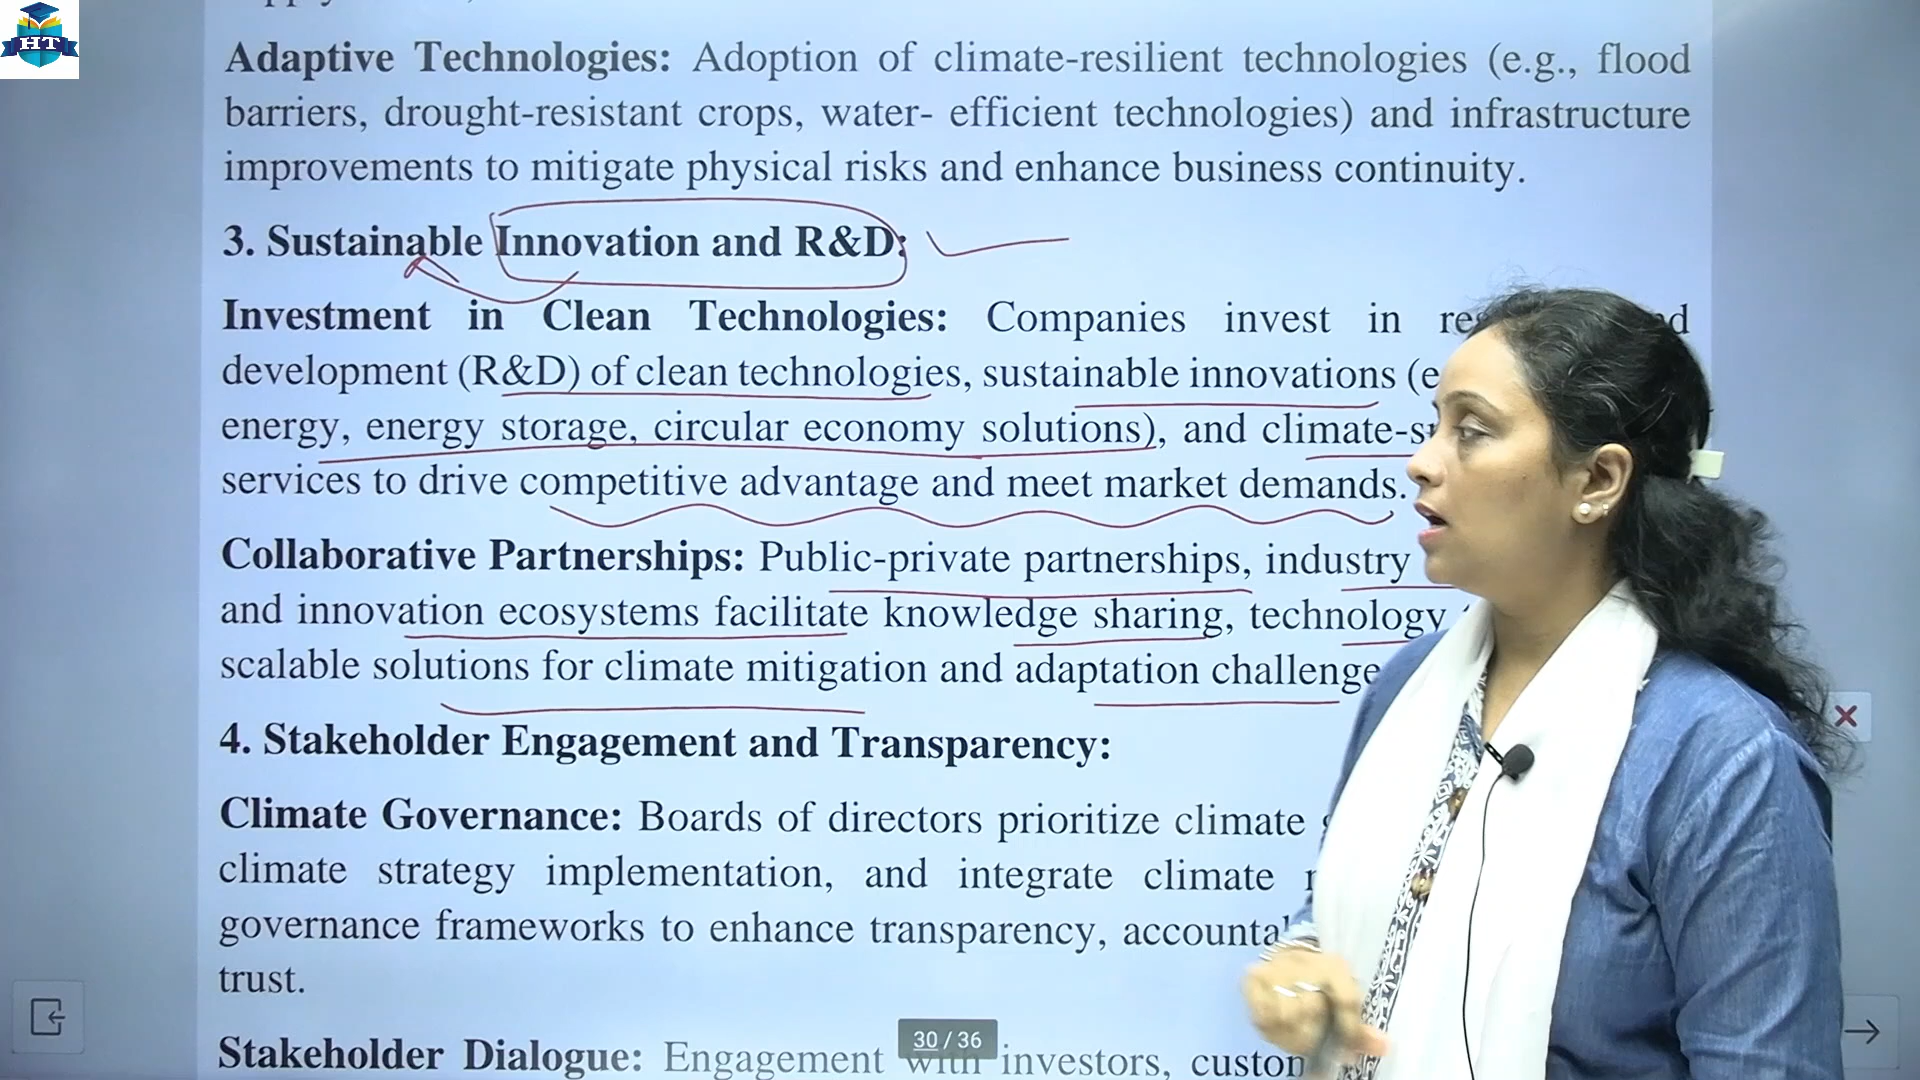 HT
Adaptive Technologies: Adoption of climate-resilient technologies (e.g., flood
barriers, drought-resistant crops, water- efficient technologies) and infrastructure
improvements to mitigate physical risks and enhance business continuity.
3. Sustainable Innovation and R&D:
Investment in Clean Technologies: Companies invest in
development (R&D) of clean technologies, sustainable innovations
energy, energy storage, circular economy solutions), and
services to drive competitive advantage and meet market demands.
Collaborative Partnerships: Public-private partnerships, industry
and innovation ecosystems facilitate knowledge sharing, technology
scalable solutions for climate mitigation and adaptation
4. Stakeholder Engagement and Transparency:
Climate Governance: Boards of directors prioritize climate
climate strategy implementation, and integrate climate
governance frameworks to enhance transparency,
trust.
30 / 36
Stakeholder Dialogue: Engagement with investors,